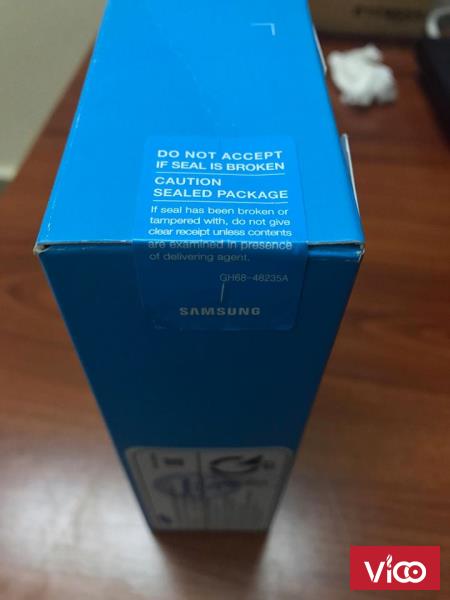 DO NOT ACCEPT
IF SEAL IS BROKEN
CAUTION
SEALED PACKAGE
If seal has been broken or
tampered with, do not give
clear receipt unless contents
are examined in presence
of delivering agent.
GH68-48235A
SAMSUNG
VICO